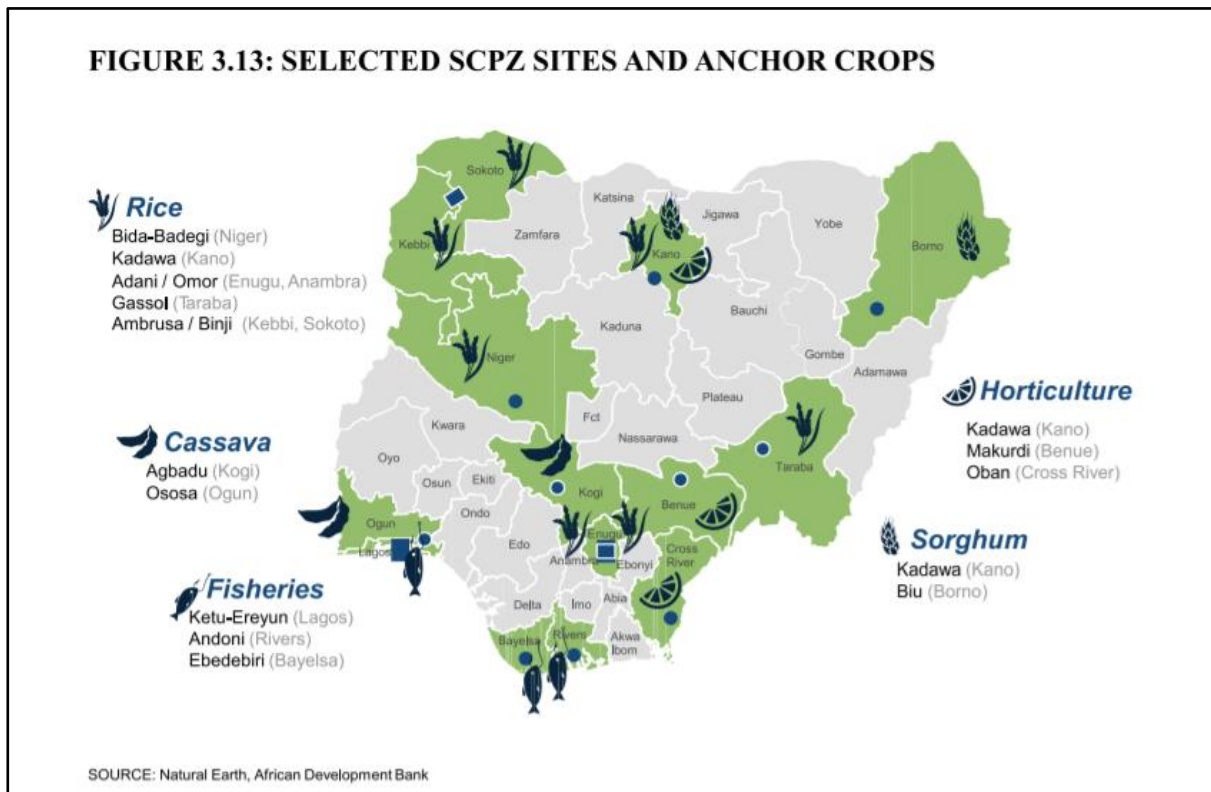 FIGURE 3.13: SELECTED SCPZ SITES AND ANCHOR CROPS
Rice
Bida-Badegi (Niger)
Kadawa (Kano)
Adani / Omor (Enugu, Anambra)
Gassol (Taraba)
Ambrusa / Binji (Kebbi, Sokoto)
Cassava
Agbadu (Kogi)
Ososa (Ogun)
Fisheries
Ketu-Ereyun (Lagos)
Andoni (Rivers)
Ebedebiri (Bayelsa)
Sokoto
Kebbi
Zamfara
Katsina
Kano
Jigawa
Yobe
Borno
Niger
Kaduna
Bauchi
Gombe
Adamawa
Plateau
Fct
Nassarawa
Kwara
Oyo
Osun
Ekiti
Kogi
Benue
Taraba
Ogun
Lagos
Ondo
Edo
Enugu
Anambra
Ebonyi
Cross
River
Delta
Imo
Abia
Bayelsa
Rivers
Akwa
Ibom
Horticulture
Kadawa (Kano)
Makurdi (Benue)
Oban (Cross River)
Sorghum
Kadawa (Kano)
Biu (Borno)
SOURCE: Natural Earth, African Development Bank